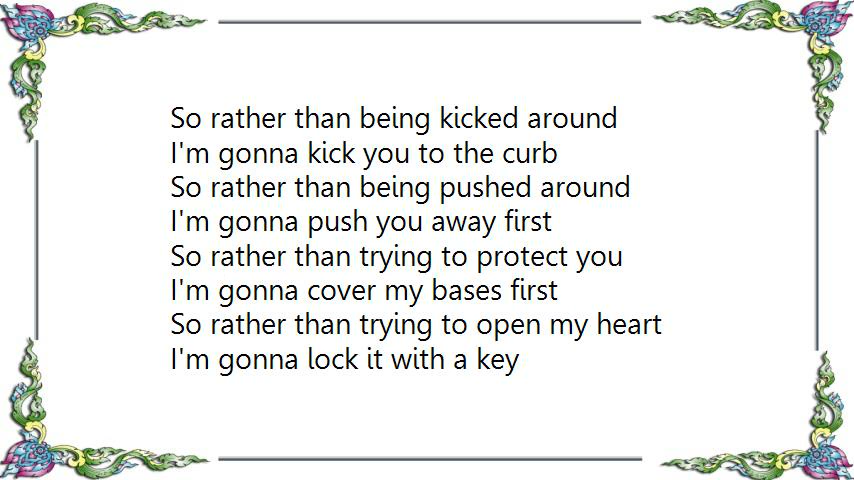 So rather than being kicked around
I'm gonna kick you to the curb
So rather than being pushed around
I'm gonna push you away first
So rather than trying to protect you
I'm gonna cover my bases first
So rather than trying to open my heart
I'm gonna lock it with a key